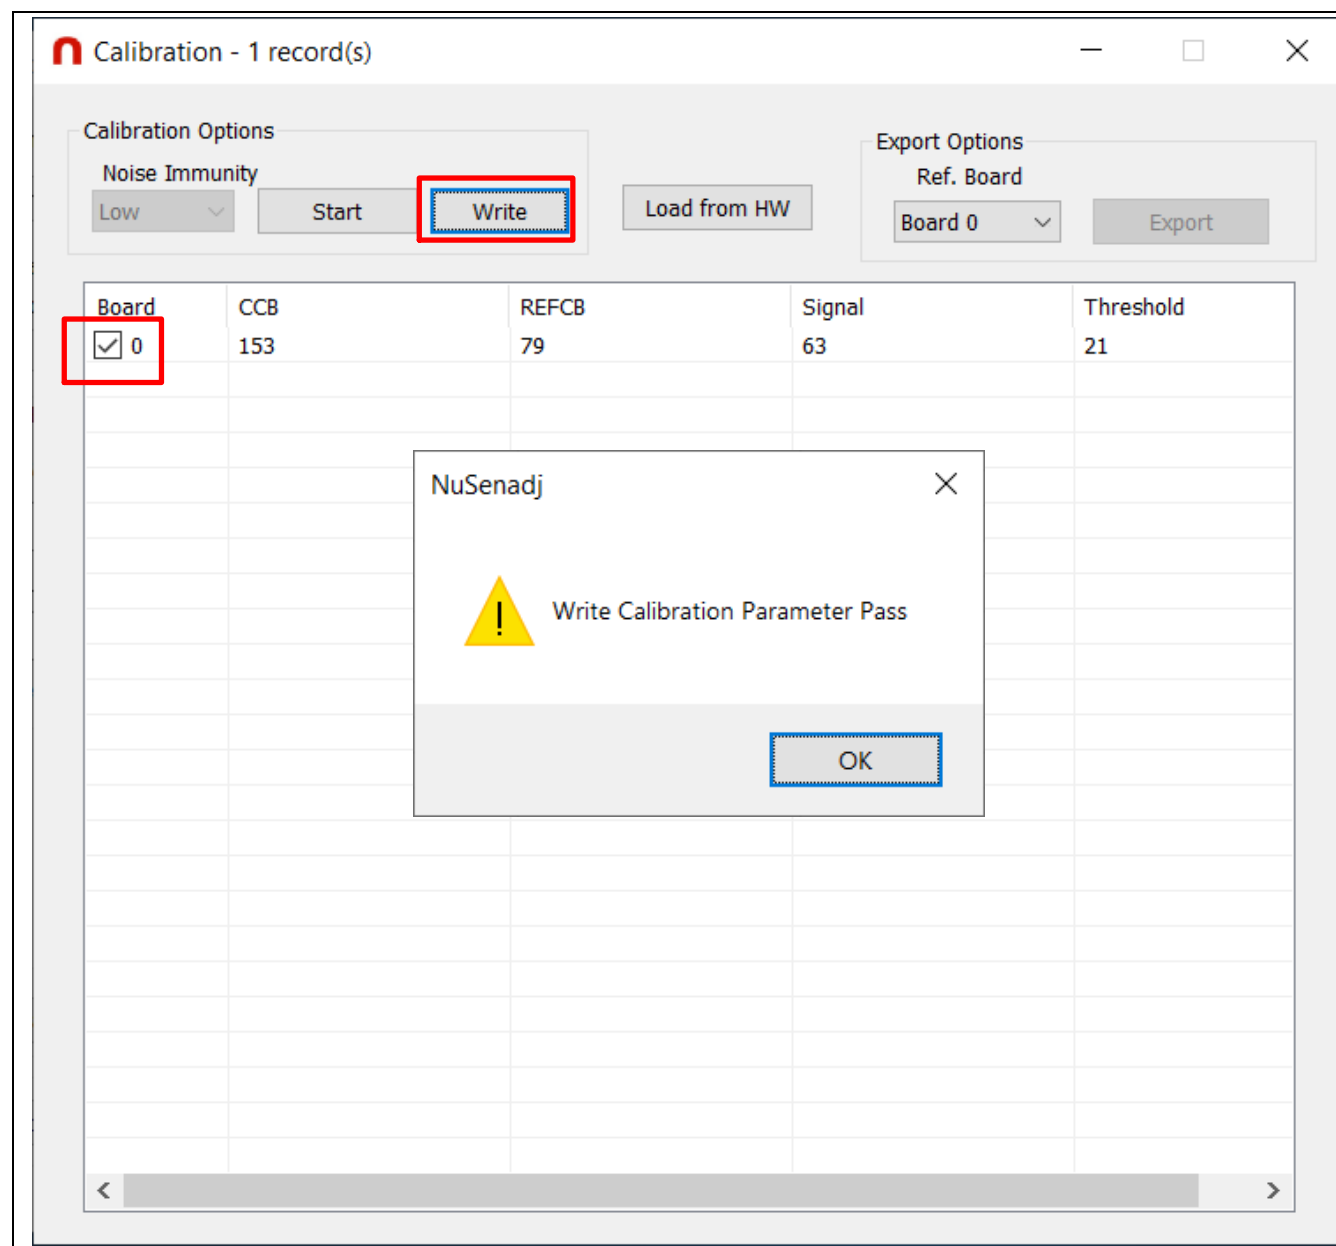 Calibration - 1 record(s)
Calibration Options
Noise Immunity
Low
Start
Write
Load from HW
Export Options
Ref. Board
Board 0
Export
Board CCB REFCB Signal Threshold
0 153 79 63 21
NuSenadj
Write Calibration Parameter Pass
OK